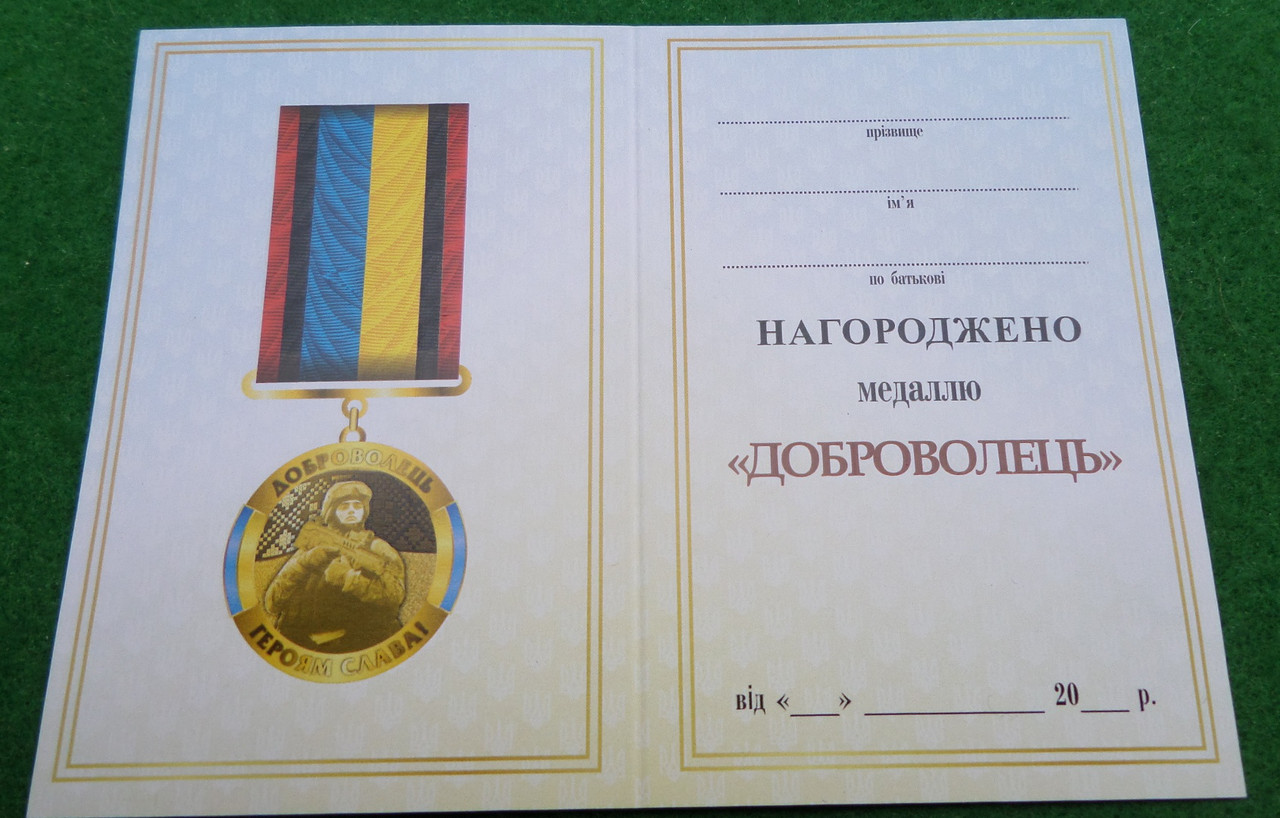 ДОБРОВОЛЕЦЬ
ГЕРОЯМ СЛАВА!
прізвище
ім'я
по батькові
НАГОРОДЖЕНО
медаллю
«ДОБРОВОЛЕЦЬ»
від «___» ____________ 20___ р.